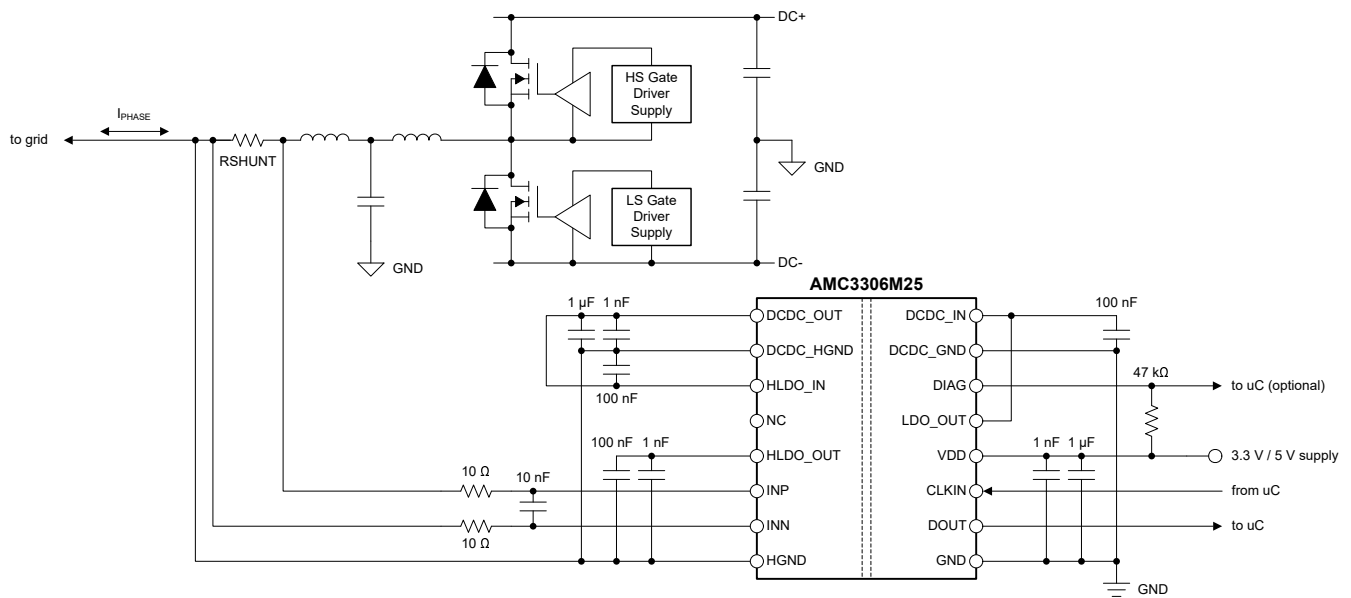 DC+
HS Gate
Driver
Supply
I_PHASE
to grid
RSHUNT
GND
LS Gate
Driver
Supply
GND
DC-
AMC3306M25
1 µF 1 nF
100 nF
DCDC_OUT
DCDC_IN
DCDC_HGND
DCDC_GND
47 kΩ
HLDO_IN
DIAG
to uC (optional)
100 nF
NC
LDO_OUT
100 nF 1 nF
1 nF 1 µF
HLDO_OUT
VDD
3.3 V / 5 V supply
10 Ω
10 nF
INP
CLKIN
from uC
INN
DOUT
to uC
10 Ω
HGND
GND
GND